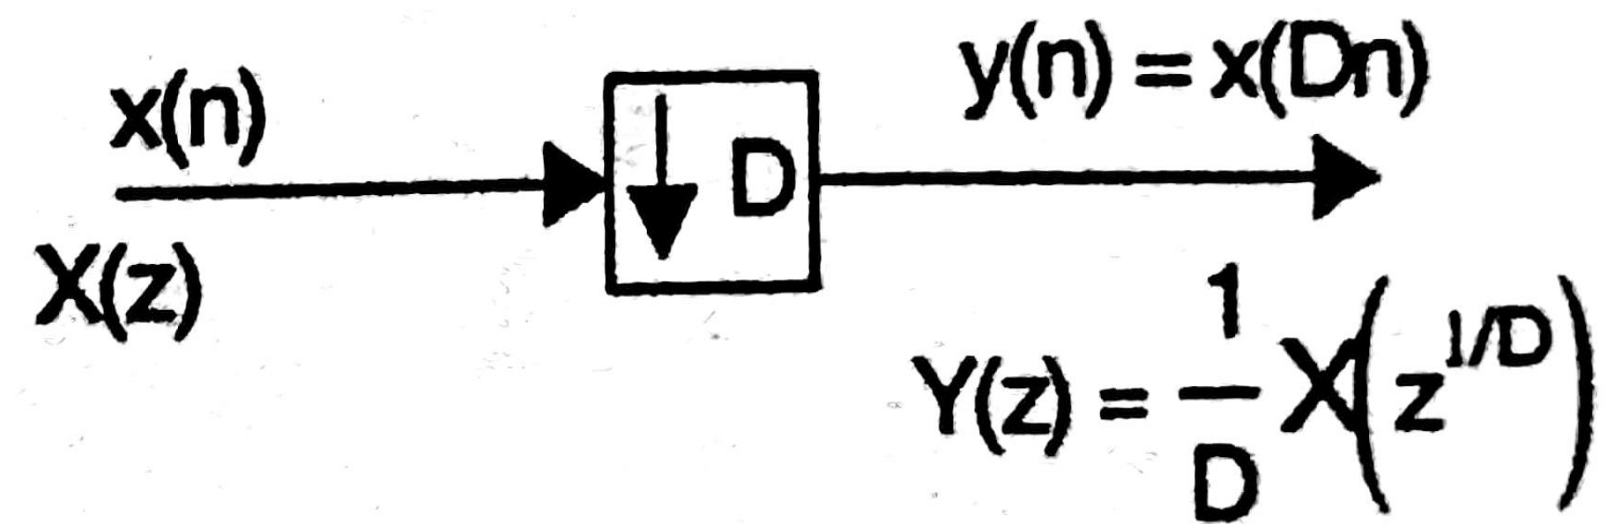 x(n)
y(n) = x(Dn)
↓ D
X(z)
Y(z) = 1/D X(z^{1/D})